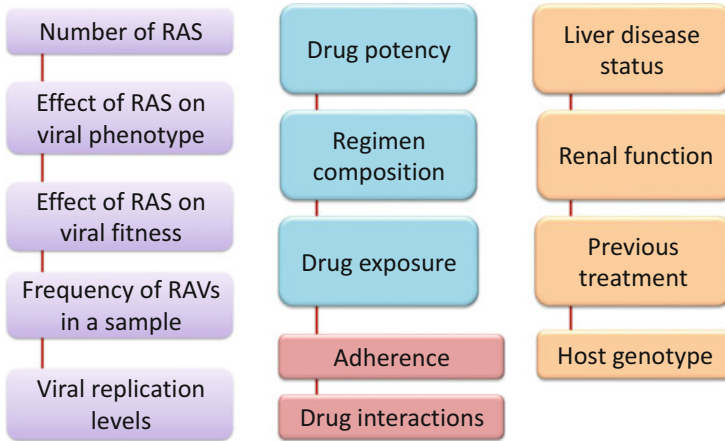 Number of RAS
Effect of RAS on
viral phenotype
Effect of RAS on
viral fitness
Frequency of RAVs
in a sample
Viral replication
levels
Drug potency
Regimen
composition
Drug exposure
Adherence
Drug interactions
Liver disease
status
Renal function
Previous
treatment
Host genotype